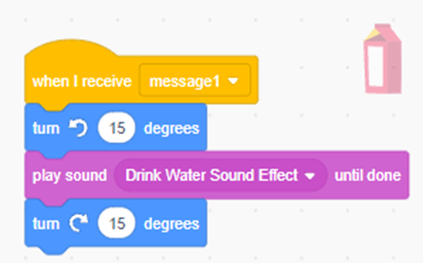 when I receive message1
turn 15 degrees
play sound Drink Water Sound Effect until done
turn 15 degrees